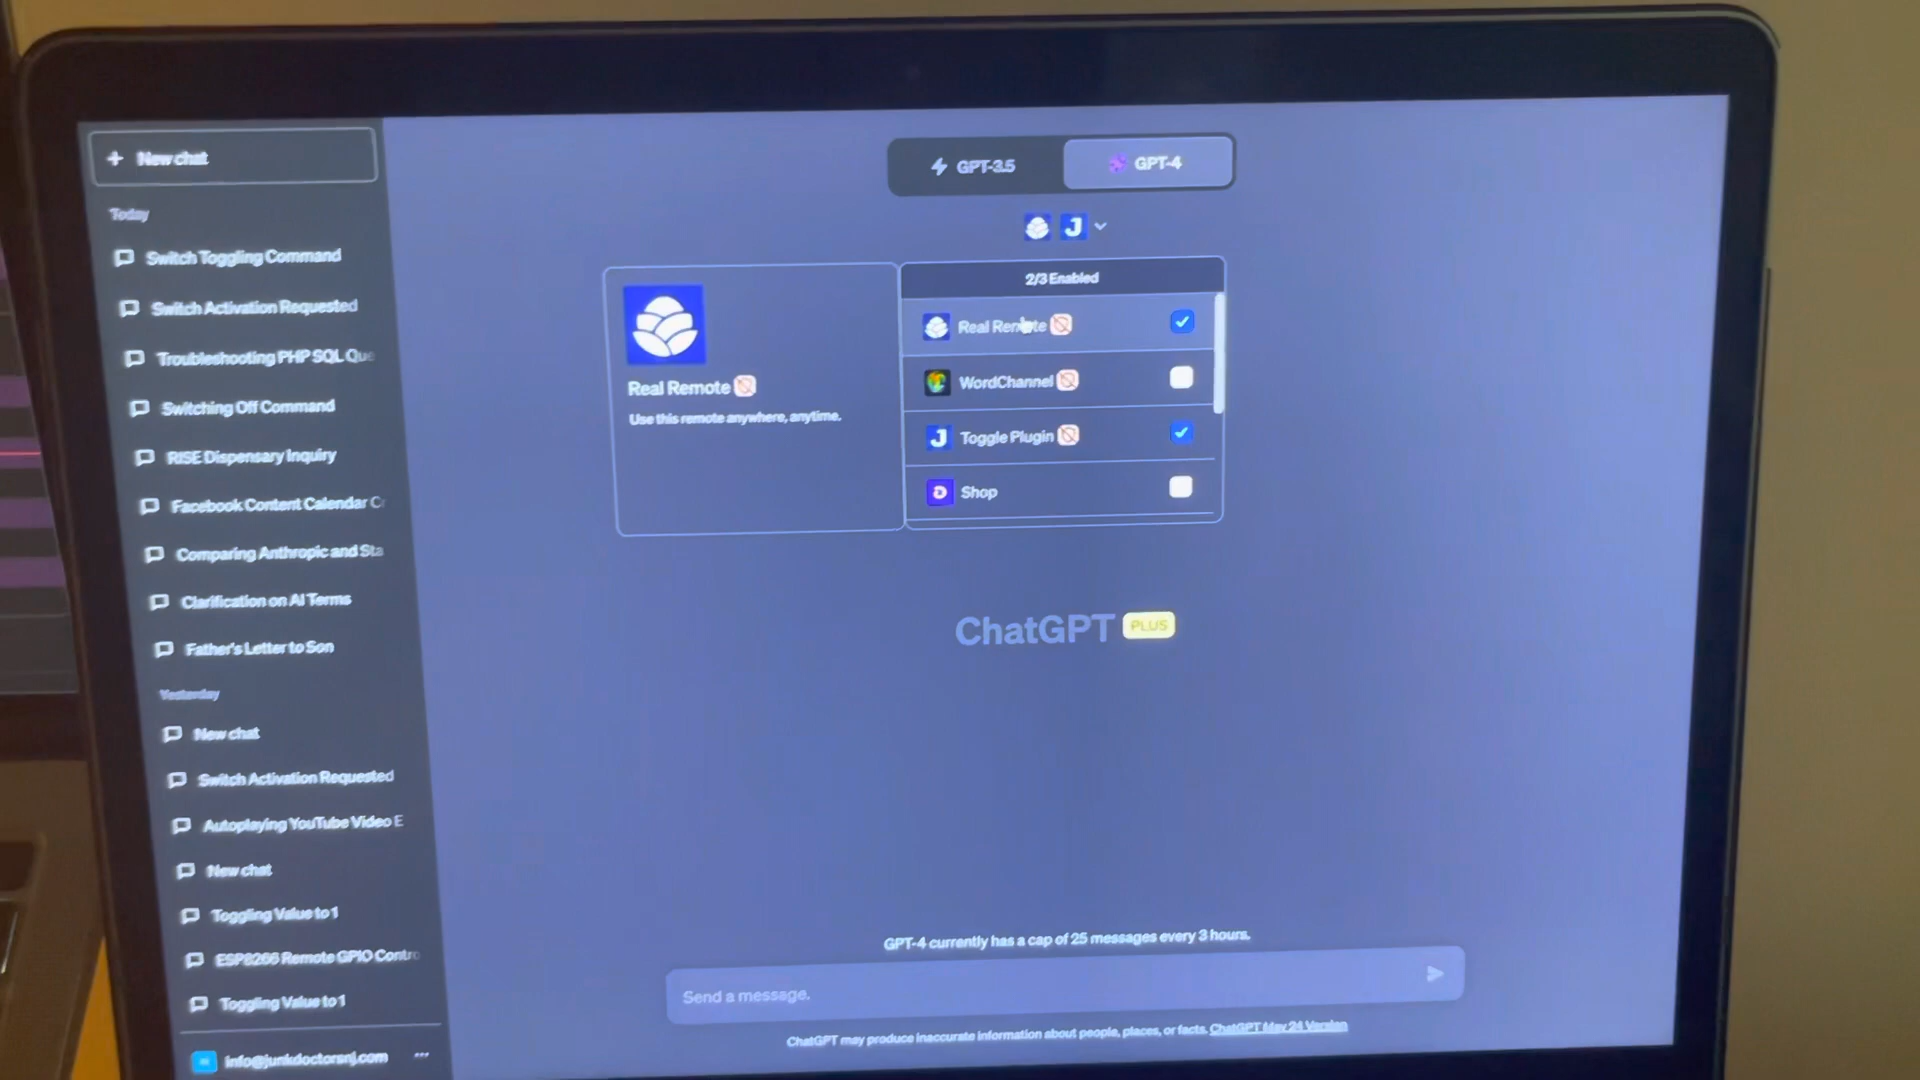 New chat
Today
Switch Toggling Command
Switch Activation Requested
Troubleshooting PHP SQL Que
Switching Off Command
RISE Dispensary Inquiry
Facebook Content Calendar Cr
Comparing Anthropic and Sta
Clarification on AI Terms
Father's Letter to Son
Yesterday
New chat
Switch Activation Requested
Autoplaying YouTube Video E
New chat
Toggling Value to 1
ESP8266 Remote GPIO Contro
Toggling Value to 1
info@junkdoctorsnj.com
GPT-3.5
GPT-4
J
2/3 Enabled
Real Remote
Use this remote anywhere, anytime.
Real Remote
WordChannel
J Toggle Plugin
Shop
ChatGPT PLUS
GPT-4 currently has a cap of 25 messages every 3 hours.
Send a message.
ChatGPT may produce inaccurate information about people, places, or facts. ChatGPT May 24 Version